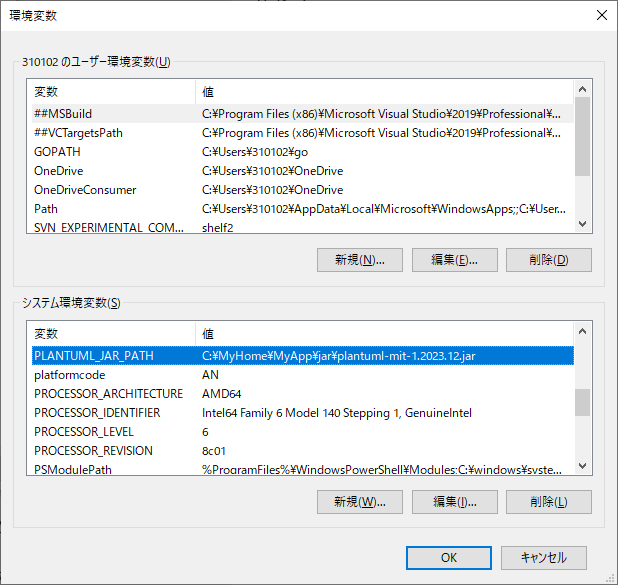 環境変数
310102 のユーザー環境変数(U)
変数 値
##MSBuild C:¥Program Files (x86)¥Microsoft Visual Studio¥2019¥Professional¥...
##VCTargetsPath C:¥Program Files (x86)¥Microsoft Visual Studio¥2019¥Professional¥...
GOPATH C:¥Users¥310102¥go
OneDrive C:¥Users¥310102¥OneDrive
OneDriveConsumer C:¥Users¥310102¥OneDrive
Path C:¥Users¥310102¥AppData¥Local¥Microsoft¥WindowsApps;;C:¥User...
SVN_EXPERIMENTAL_COM... shelf2
新規(N)... 編集(E)... 削除(D)
システム環境変数(S)
変数 値
PLANTUML_JAR_PATH C:¥MyHome¥MyApp¥jar¥plantuml-mit-1.2023.12.jar
platformcode AN
PROCESSOR_ARCHITECTURE AMD64
PROCESSOR_IDENTIFIER Intel64 Family 6 Model 140 Stepping 1, GenuineIntel
PROCESSOR_LEVEL 6
PROCESSOR_REVISION 8c01
PSModulePath %ProgramFiles%¥WindowsPowerShell¥Modules;C:¥windows¥syste...
新規(W)... 編集(I)... 削除(L)
OK キャンセル